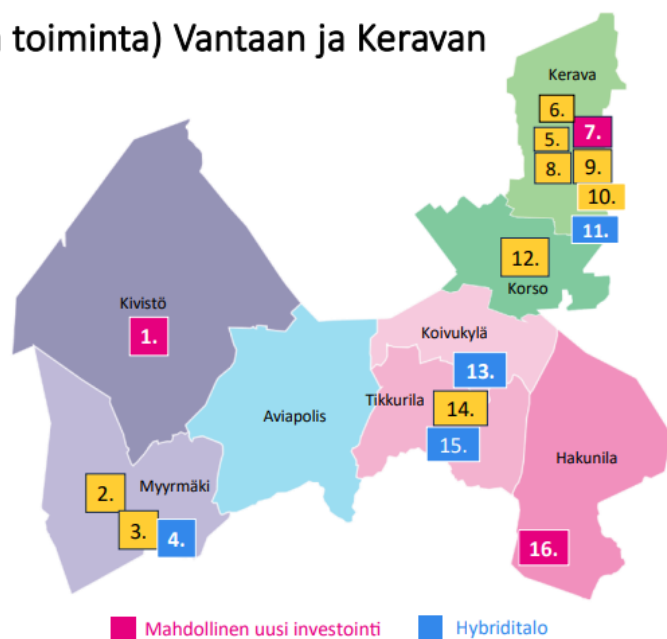 toiminta) Vantaan ja Keravan
Kerava
6.
5.
7.
8.
9.
10.
11.
12.
Korso
Kivistö
1.
Koivukylä
13.
Tikkurila
14.
Aviapolis
15.
Hakunila
Myyrmäki
2.
3.
4.
16.
Mahdollinen uusi investointi
Hybriditalo